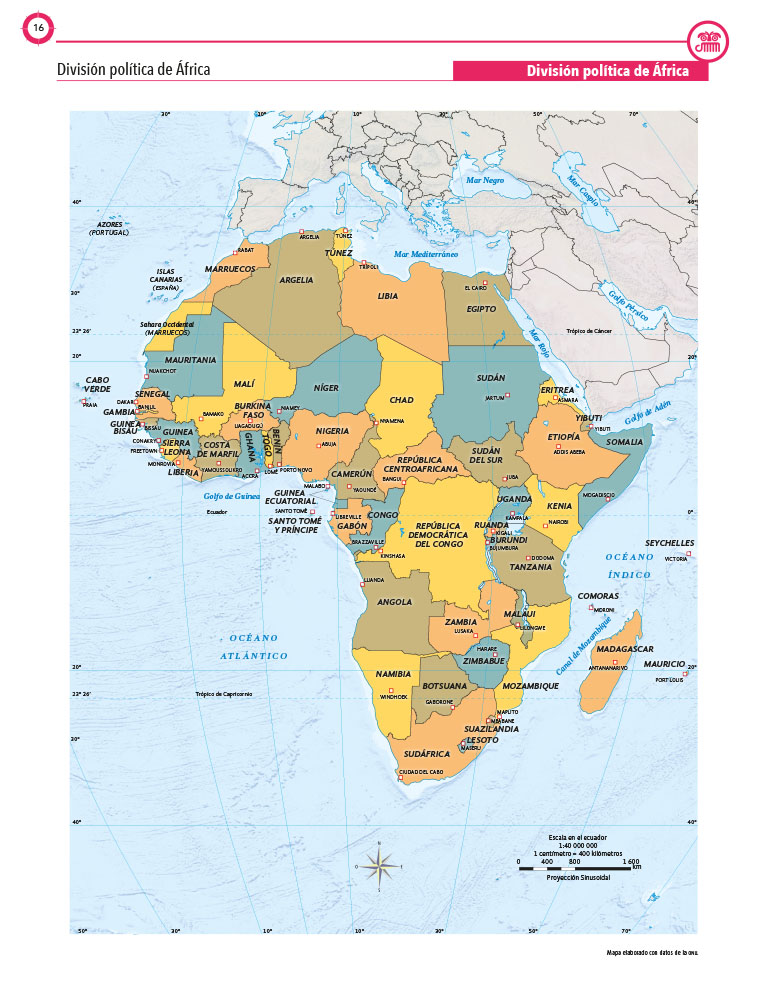 16
División política de África
División política de África
30°
10°
10°
30°
50°
70°
40°
40°
Mar Negro
Mar Caspio
AZORES
(PORTUGAL)
ARGELIA
TÚNEZ
RABAT
TÚNEZ
Mar Mediterráneo
TRÍPOLI
MARRUECOS
ISLAS
CANARIAS
(ESPAÑA)
ARGELIA
LIBIA
EL CAIRO
EGIPTO
Golfo Pérsico
30°
Sahara Occidental
(MARRUECOS)
23° 26'
Trópico de Cáncer
Mar Rojo
20°
20°
MAURITANIA
NUAKCHOT
MALÍ
NÍGER
CHAD
SUDÁN
JARTUM
ERITREA
ASMARA
CABO
VERDE
PRAIA
SENEGAL
DAKAR
GAMBIA
BANJUL
GUINEA
BISÁU
BISSAU
BAMAKO
BURKINA
FASO
UAGADUGÚ
NIAMEY
NYAMENA
YIBUTI
YIBUTI
Golfo de Adén
GUINEA
CONAKRY
SIERRA
LEONA
FREETOWN
COSTA
DE MARFIL
YAMOUSSOUKRO
GHANA
TOGO
BENÍN
NIGERIA
ABUJA
ETIOPÍA
ADDIS ABEBA
SOMALIA
MONROVIA
LIBERIA
ACCRA
LOMÉ
PORTO NOVO
CAMERÚN
YAOUNDÉ
REPÚBLICA
CENTROAFRICANA
BANGUI
SUDÁN
DEL SUR
JUBA
MALABO
Golfo de Guinea
GUINEA
ECUATORIAL
UGANDA
KAMPALA
KENIA
NAIROBI
MOGADISCIO
Ecuador
SANTO TOMÉ
SANTO TOMÉ
Y PRÍNCIPE
LIBREVILLE
GABÓN
CONGO
BRAZZAVILLE
KINSHASA
REPÚBLICA
DEMOCRÁTICA
DEL CONGO
RUANDA
KIGALI
BURUNDI
BUJUMBURA
0°
0°
SEYCHELLES
VICTORIA
DODOMA
TANZANIA
OCÉANO
ÍNDICO
LUANDA
ANGOLA
COMORAS
MORONI
ZAMBIA
LUSAKA
MALAUI
LILONGWE
OCÉANO
ATLÁNTICO
HARARE
ZIMBABUE
Canal de Mozambique
MADAGASCAR
ANTANANARIVO
MAURICIO
PORT LOUIS
20°
20°
NAMIBIA
WINDHOEK
BOTSUANA
GABORONE
MOZAMBIQUE
23° 26'
Trópico de Capricornio
MAPUTO
MBABANE
SUAZILANDIA
LESOTO
MASERU
30°
30°
SUDÁFRICA
CIUDAD DEL CABO
40°
40°
N
E
S
O
Escala en el ecuador
1:40 000 000
1 centímetro = 400 kilómetros
0 400 800 1 600
km
Proyección Sinusoidal
50°
30°
10°
10°
30°
50°
70°
Mapa elaborado con datos de la ONU.